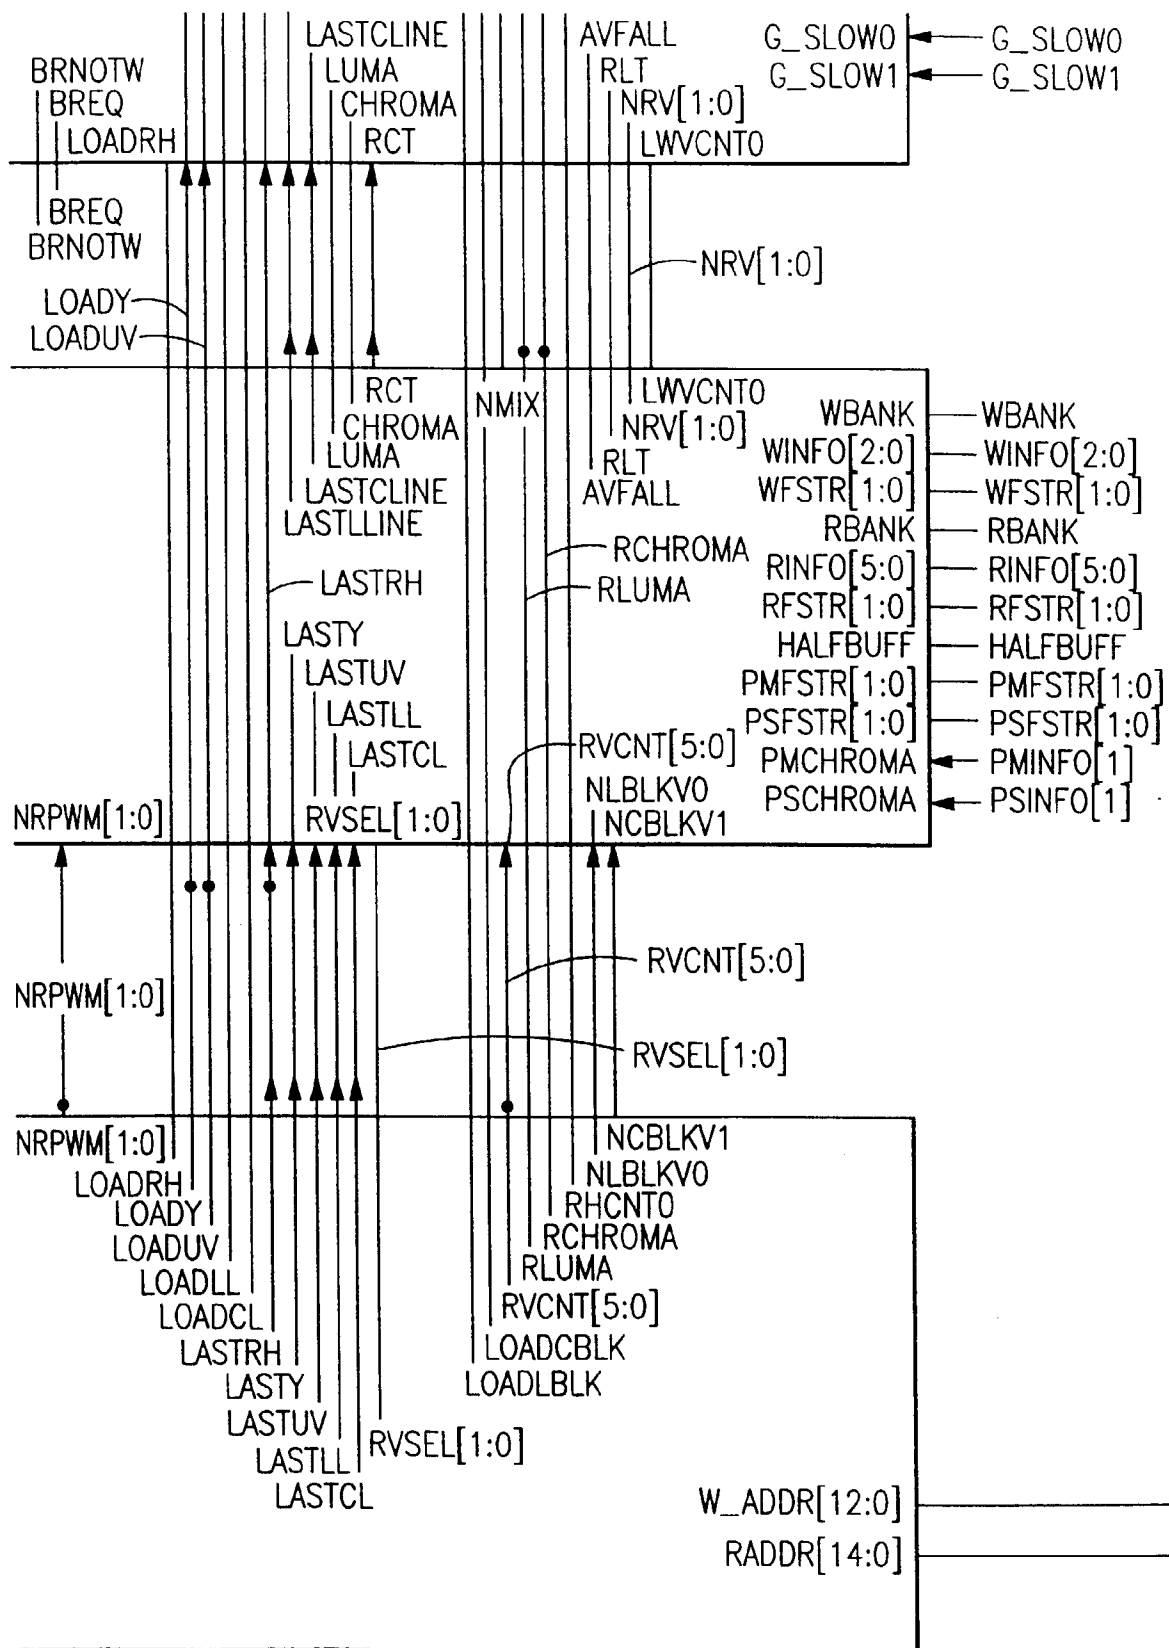 LASTCLINE
AVFALL
G_SLOW0
G_SLOW0
BRNOTW
LUMA
RLT
G_SLOW1
G_SLOW1
BREQ
CHROMA
NRV[1:0]
LOADRH
RCT
LWVCNT0
BREQ
BRNOTW
NRV[1:0]
LOADY
LOADUV
RCT
NMIX
LWVCNT0
WBANK
WBANK
CHROMA
NRV[1:0]
LUMA
RLT
WINFO[2:0]
WINFO[2:0]
LASTCLINE
AVFALL
WFSTR[1:0]
WFSTR[1:0]
LASTLLINE
RBANK
RBANK
RCHROMA
RINFO[5:0]
RINFO[5:0]
LASTRH
RLUMA
RFSTR[1:0]
RFSTR[1:0]
LASTY
HALFBUFF
HALFBUFF
LASTUV
PMFSTR[1:0]
PMFSTR[1:0]
LASTLL
PSFSTR[1:0]
PSFSTR[1:0]
LASTCL
RVCNT[5:0]
PMCHROMA
PMINFO[1]
NLBLKV0
PSCHROMA
PSINFO[1]
NRPWM[1:0]
RVSEL[1:0]
NCBLKV1
RVCNT[5:0]
NRPWM[1:0]
RVSEL[1:0]
NRPWM[1:0]
NCBLKV1
LOADRH
NLBLKV0
LOADY
RHCNT0
LOADUV
RCHROMA
LOADLL
RLUMA
LOADCL
RVCNT[5:0]
LASTRH
LOADCBLK
LASTY
LOADLBLK
LASTUV
RVSEL[1:0]
LASTLL
LASTCL
W_ADDR[12:0]
RADDR[14:0]